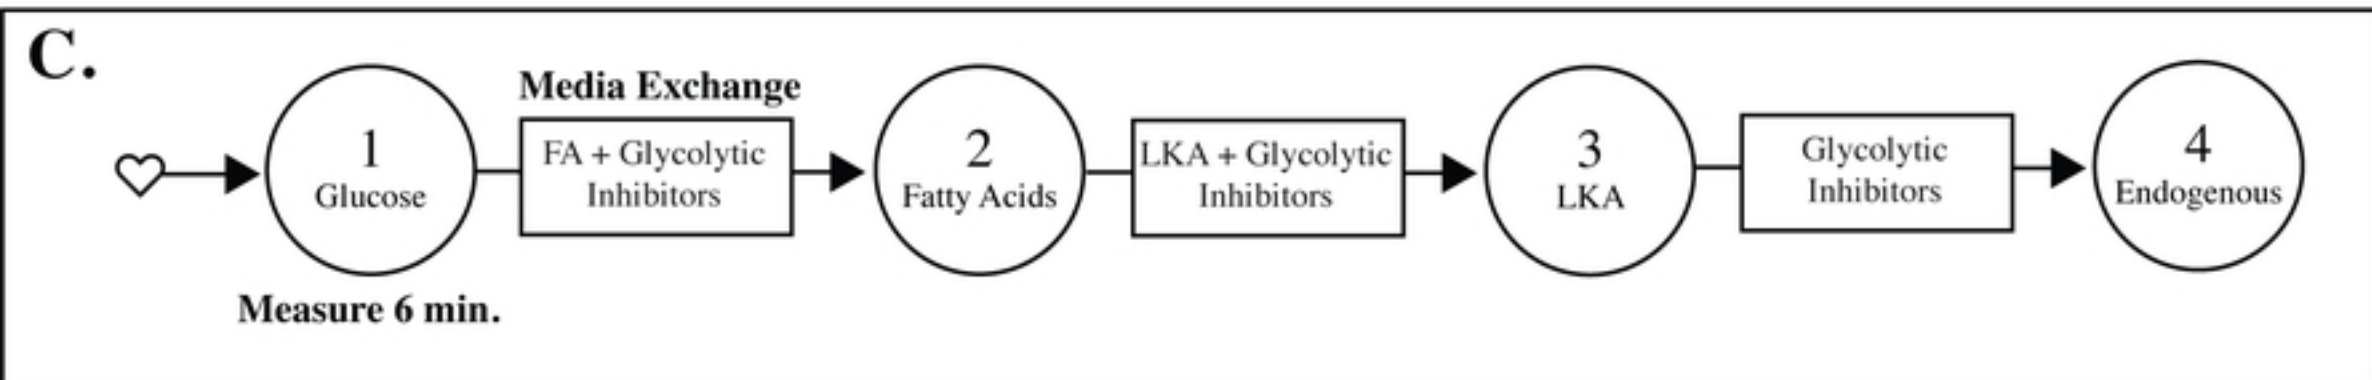 C.
Media Exchange
1
Glucose
FA + Glycolytic
Inhibitors
2
Fatty Acids
LKA + Glycolytic
Inhibitors
3
LKA
Glycolytic
Inhibitors
4
Endogenous
Measure 6 min.